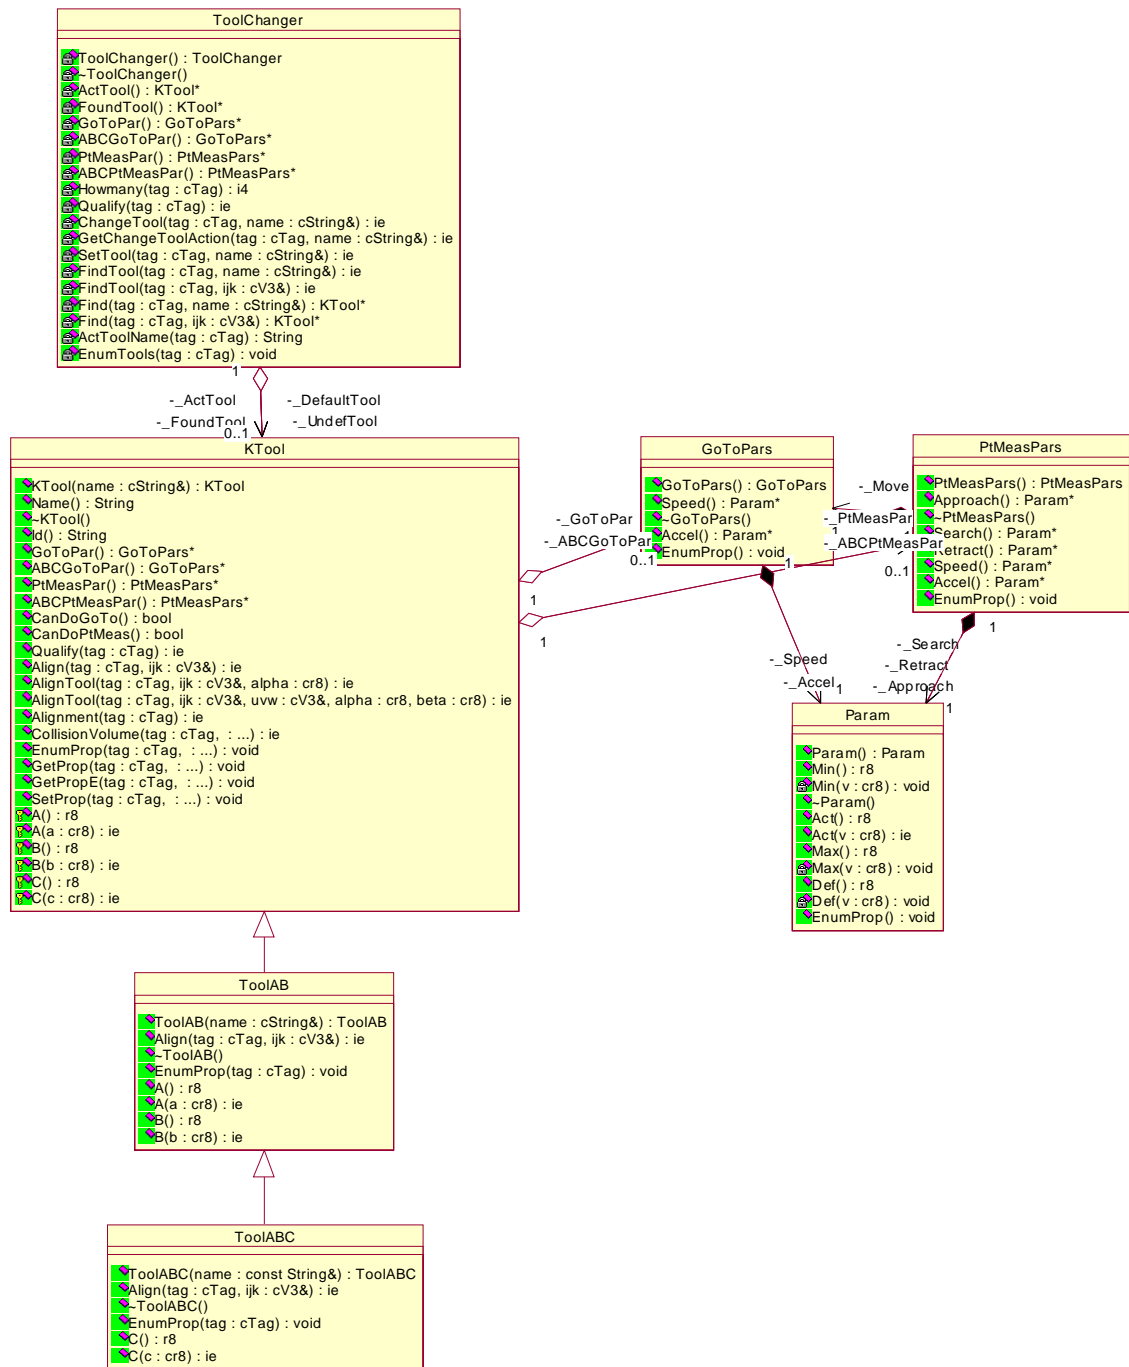 ToolChanger
ToolChanger() : ToolChanger
~ToolChanger()
ActTool() : KTool*
FoundTool() : KTool*
GoToPar() : GoToPars*
ABCGoToPar() : GoToPars*
PtMeasPar() : PtMeasPars*
ABCPtMeasPar() : PtMeasPars*
Howmany(tag : cTag) : i4
Qualify(tag : cTag) : ie
ChangeTool(tag : cTag, name : cString&) : ie
GetChangeToolAction(tag : cTag, name : cString&) : ie
SetTool(tag : cTag, name : cString&) : ie
FindTool(tag : cTag, name : cString&) : ie
FindTool(tag : cTag, ijk : cV3&) : ie
Find(tag : cTag, name : cString&) : KTool*
Find(tag : cTag, ijk : cV3&) : KTool*
ActToolName(tag : cTag) : String
EnumTools(tag : cTag) : void
1
-_ActTool
-_DefaultTool
-_FoundTool
-_UndefTool
0..1
KTool
KTool(name : cString&) : KTool
Name() : String
~KTool()
Id() : String
GoToPar() : GoToPars*
ABCGoToPar() : GoToPars*
PtMeasPar() : PtMeasPars*
ABCPtMeasPar() : PtMeasPars*
CanDoGoTo() : bool
CanDoPtMeas() : bool
Qualify(tag : cTag) : ie
Align(tag : cTag, ijk : cV3&) : ie
AlignTool(tag : cTag, ijk : cV3&, alpha : cr8) : ie
AlignTool(tag : cTag, ijk : cV3&, uvw : cV3&, alpha : cr8, beta : cr8) : ie
Alignment(tag : cTag) : ie
CollisionVolume(tag : cTag,  : ...) : ie
EnumProp(tag : cTag,  : ...) : void
GetProp(tag : cTag,  : ...) : void
GetPropE(tag : cTag,  : ...) : void
SetProp(tag : cTag,  : ...) : void
A() : r8
A(a : cr8) : ie
B() : r8
B(b : cr8) : ie
C() : r8
C(c : cr8) : ie
-_GoToPar
-_ABCGoToPar
0..1
1
1
GoToPars
GoToPars() : GoToPars
Speed() : Param*
~GoToPars()
Accel() : Param*
EnumProp() : void
1
-_Move
-_PtMeasPar
1
-_ABCPtMeasPar
0..1
PtMeasPars
PtMeasPars() : PtMeasPars
Approach() : Param*
~PtMeasPars()
Search() : Param*
Retract() : Param*
Speed() : Param*
Accel() : Param*
EnumProp() : void
1
-_Search
-_Retract
-_Approach
1
-_Speed
-_Accel
1
Param
Param() : Param
Min() : r8
Min(v : cr8) : void
~Param()
Act() : r8
Act(v : cr8) : ie
Max() : r8
Max(v : cr8) : void
Def() : r8
Def(v : cr8) : void
EnumProp() : void
ToolAB
ToolAB(name : cString&) : ToolAB
Align(tag : cTag, ijk : cV3&) : ie
~ToolAB()
EnumProp(tag : cTag) : void
A() : r8
A(a : cr8) : ie
B() : r8
B(b : cr8) : ie
ToolABC
ToolABC(name : const String&) : ToolABC
Align(tag : cTag, ijk : cV3&) : ie
~ToolABC()
EnumProp(tag : cTag) : void
C() : r8
C(c : cr8) : ie